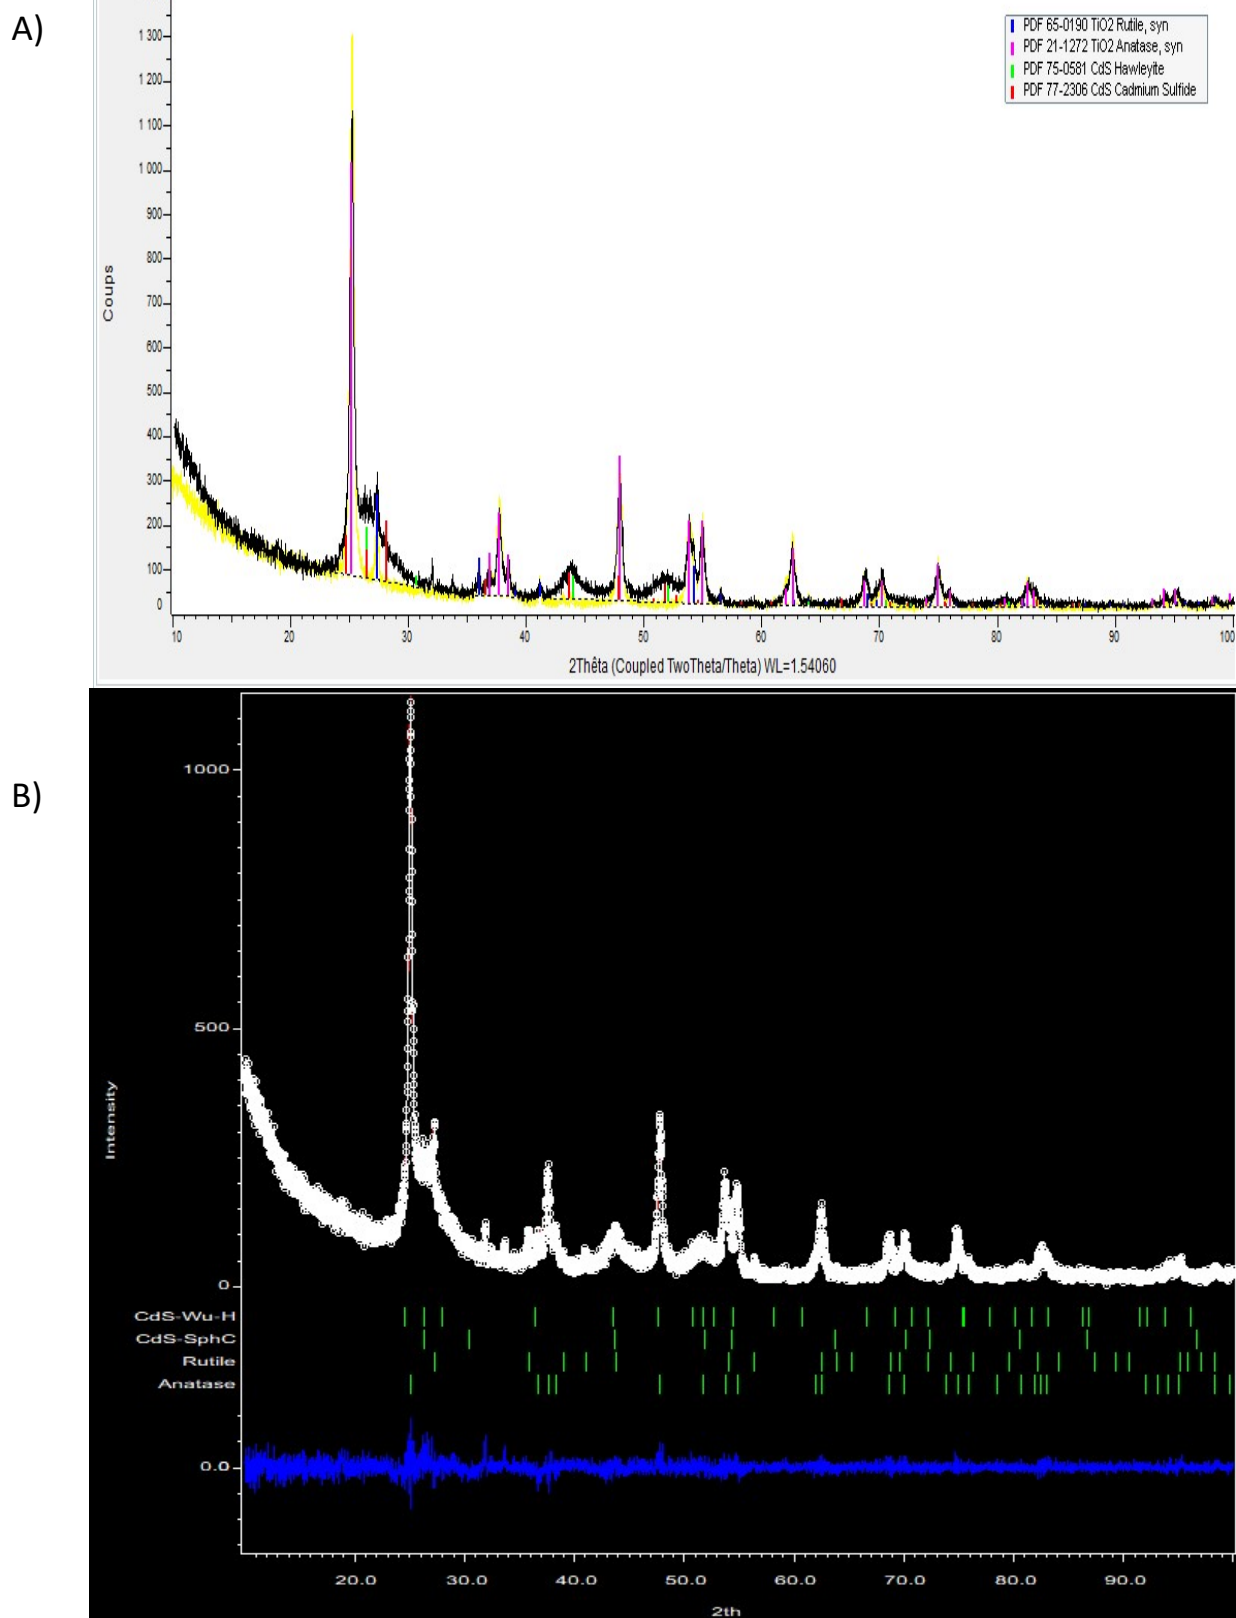 A)
PDF 65-0190 TiO2 Rutile, syn
PDF 21-1272 TiO2 Anatase, syn
PDF 75-0581 CdS Hawleyite
PDF 77-2306 CdS Cadmium Sulfide
1 300
1 200
1 100
1 000
900
800
700
600
500
400
300
200
100
0
Coups
10 20 30 40 50 60 70 80 90 100
2Thêta (Coupled TwoTheta/Theta) WL=1.54060
B)
1000
500
0
Intensity
CdS-Wu-H
CdS-SphC
Rutile
Anatase
0.0
20.0 30.0 40.0 50.0 60.0 70.0 80.0 90.0
2th